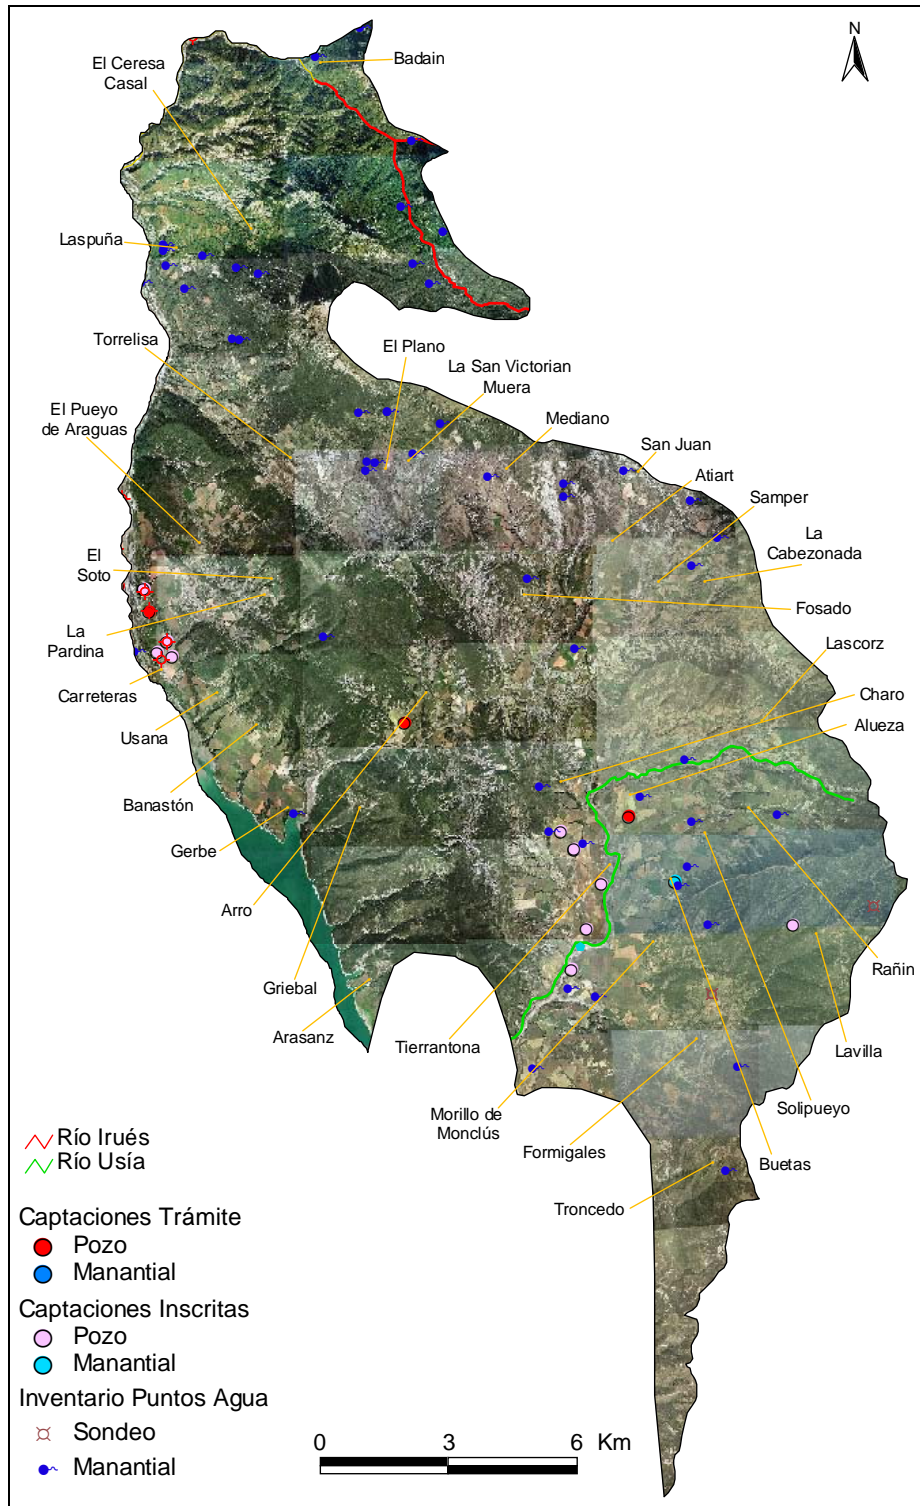 N
Badain
El Ceresa
Casal
Laspuña
Torrelisa
El Plano
La San Victorian
Muera
El Pueyo
de Araguas
Mediano
San Juan
Atiart
Samper
La
Cabezonada
El
Soto
Fosado
La
Pardina
Lascorz
Carreteras
Charo
Usana
Alueza
Banastón
Gerbe
Arro
Griebal
Rañin
Arasanz
Tierrantona
Lavilla
Morillo de
Monclús
Solipueyo
Formigales
Buetas
Troncedo
Río Irués
Río Usía
Captaciones Trámite
Pozo
Manantial
Captaciones Inscritas
Pozo
Manantial
Inventario Puntos Agua
Sondeo
Manantial
0 3 6 Km